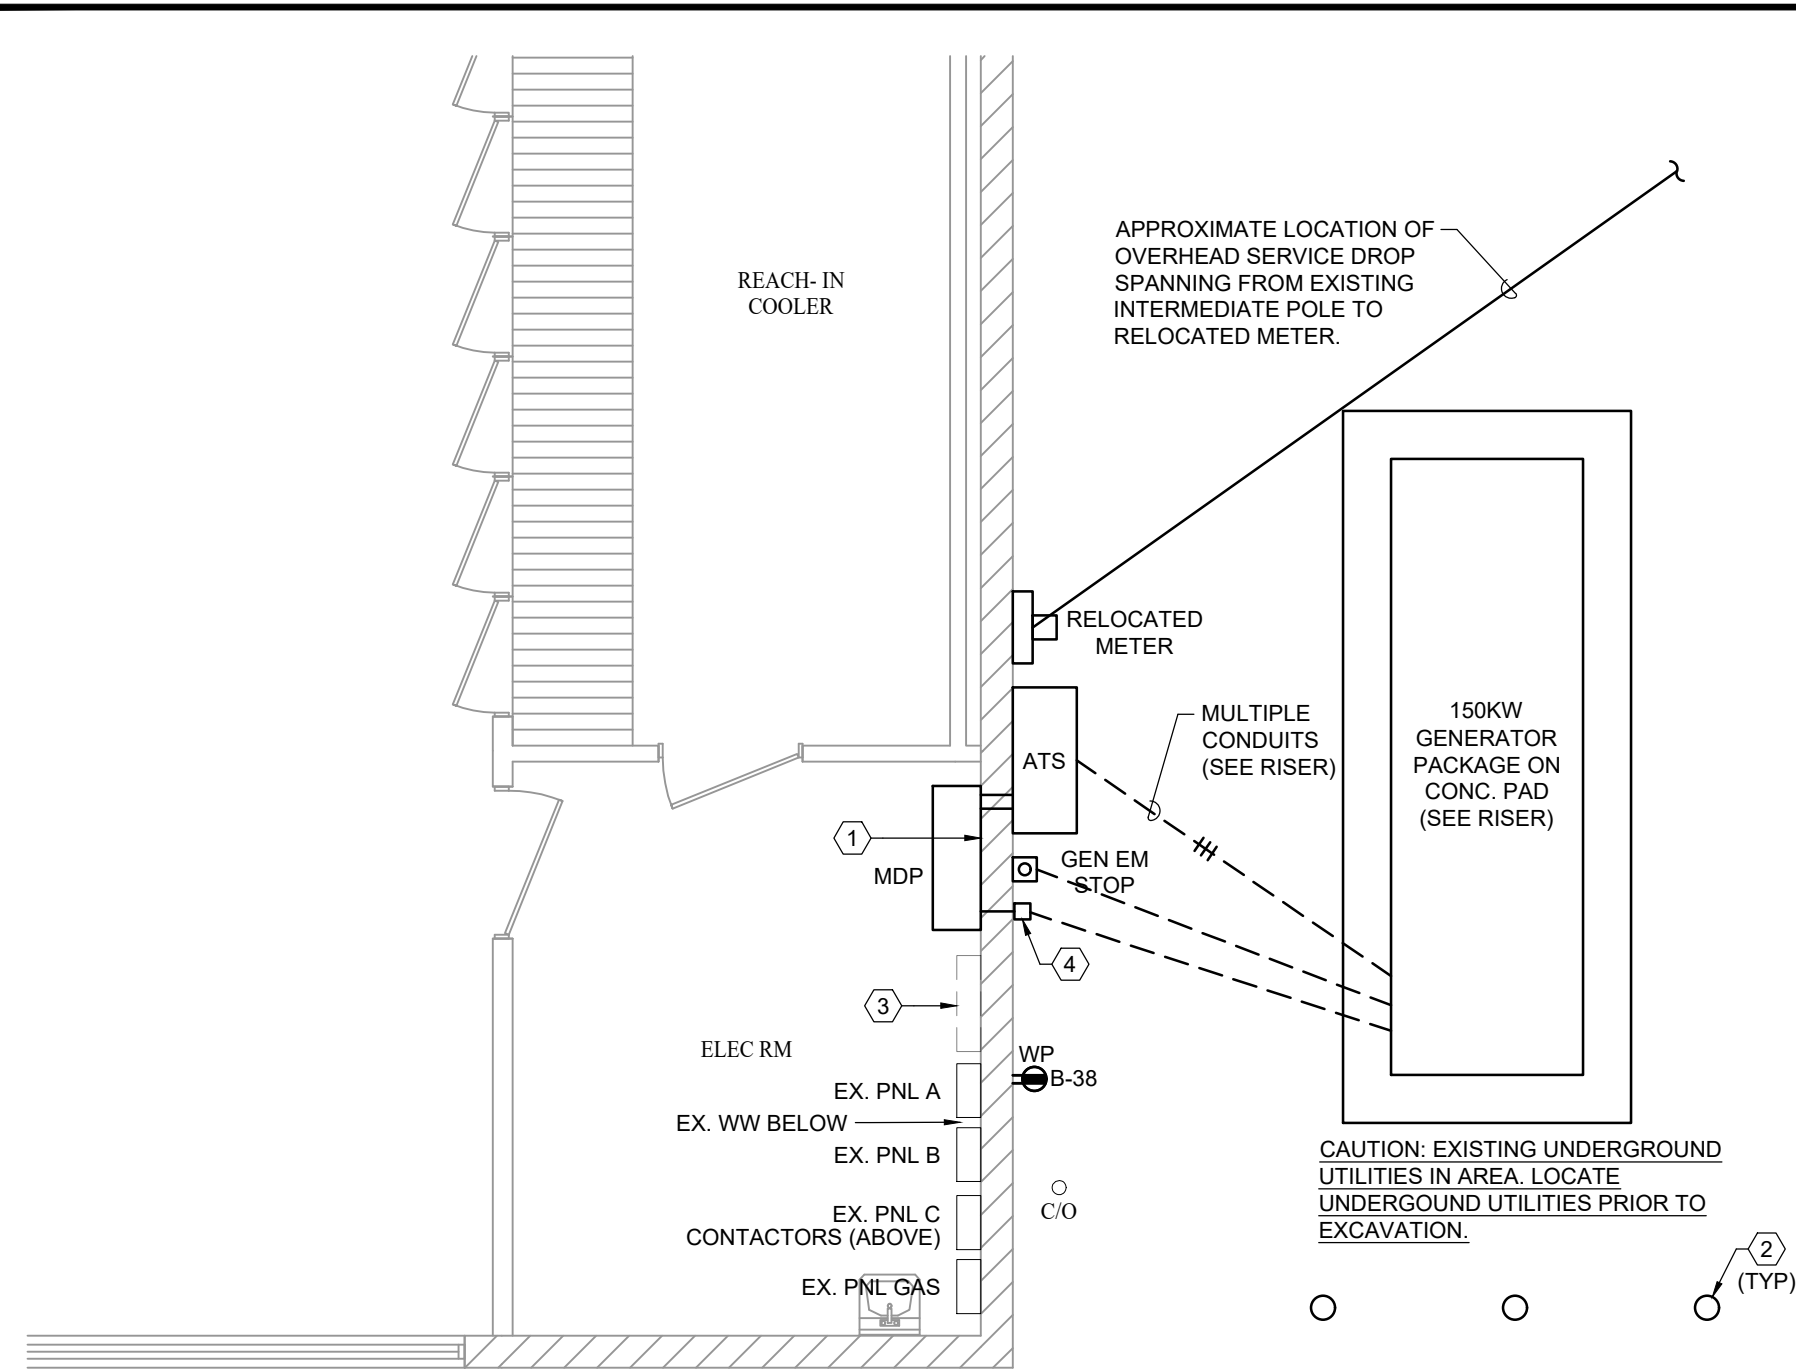 APPROXIMATE LOCATION OF
OVERHEAD SERVICE DROP
SPANNING FROM EXISTING
INTERMEDIATE POLE TO
RELOCATED METER.
REACH- IN
COOLER
RELOCATED
METER
MULTIPLE
CONDUITS
(SEE RISER)
150KW
GENERATOR
PACKAGE ON
CONC. PAD
(SEE RISER)
ATS
1
MDP
GEN EM
STOP
4
3
ELEC RM
WP
B-38
EX. PNL A
EX. WW BELOW
EX. PNL B
EX. PNL C
CONTACTORS (ABOVE)
EX. PNL GAS
C/O
CAUTION: EXISTING UNDERGROUND
UTILITIES IN AREA. LOCATE
UNDERGOUND UTILITIES PRIOR TO
EXCAVATION.
2
(TYP)